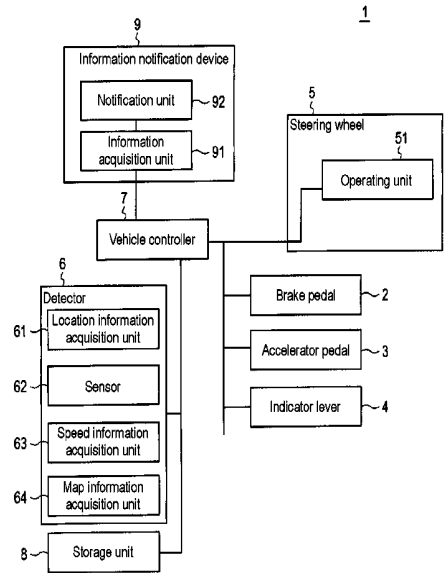 1
9
Information notification device
Notification unit
92
Information
acquisition unit
91
5
Steering wheel
51
Operating unit
7
Vehicle controller
6
Detector
61
Location information
acquisition unit
62
Sensor
63
Speed information
acquisition unit
64
Map information
acquisition unit
8
Storage unit
Brake pedal
2
Accelerator pedal
3
Indicator lever
4